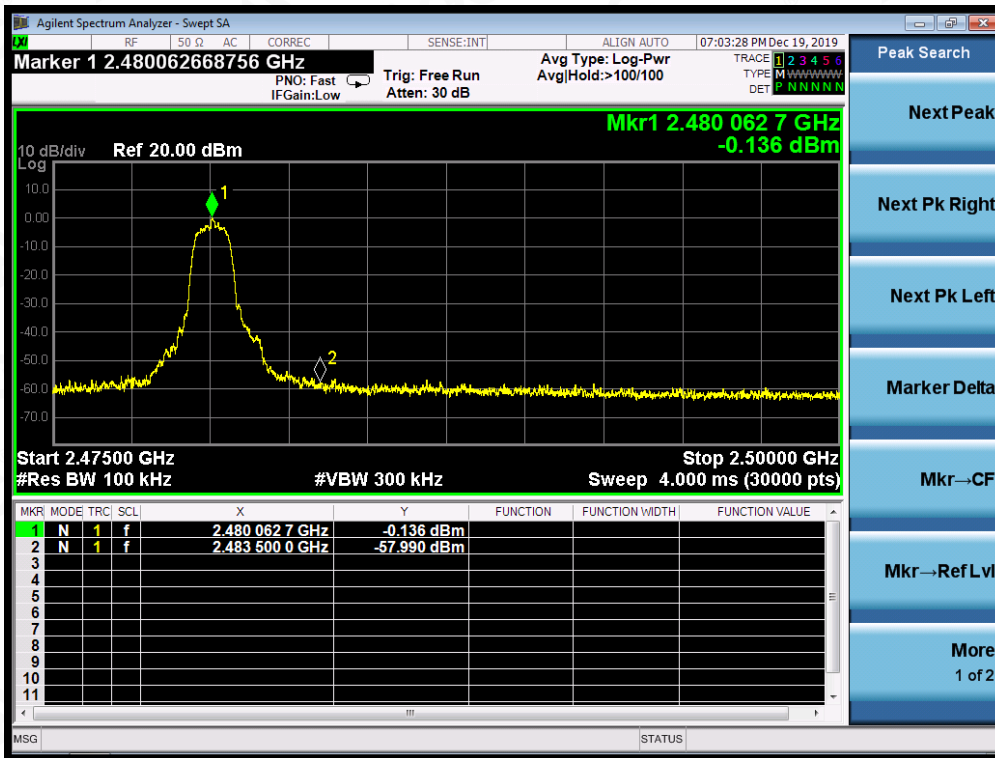 Agilent Spectrum Analyzer - Swept SA
LXI RF 50 Ω AC CORREC SENSE:INT ALIGN AUTO 07:03:28 PM Dec 19, 2019
Marker 1 2.480062668756 GHz
PNO: Fast
IFGain:Low
Trig: Free Run
Atten: 30 dB
Avg Type: Log-Pwr
Avg|Hold:>100/100
TRACE 1 2 3 4 5 6
TYPE M WWWWW
DET P N N N N N
Peak Search
Next Peak
Next Pk Right
Next Pk Left
Marker Delta
Mkr→CF
Mkr→Ref Lvl
More
1 of 2
Mkr1 2.480 062 7 GHz
-0.136 dBm
10 dB/div Ref 20.00 dBm
Log
10.0
0.00
-10.0
-20.0
-30.0
-40.0
-50.0
-60.0
-70.0
1
2
Start 2.47500 GHz Stop 2.50000 GHz
#Res BW 100 kHz #VBW 300 kHz Sweep 4.000 ms (30000 pts)
MKR MODE TRC SCL X Y FUNCTION FUNCTION WIDTH FUNCTION VALUE
1 N 1 f 2.480 062 7 GHz -0.136 dBm
2 N 1 f 2.483 500 0 GHz -57.990 dBm
3
4
5
6
7
8
9
10
11
MSG STATUS